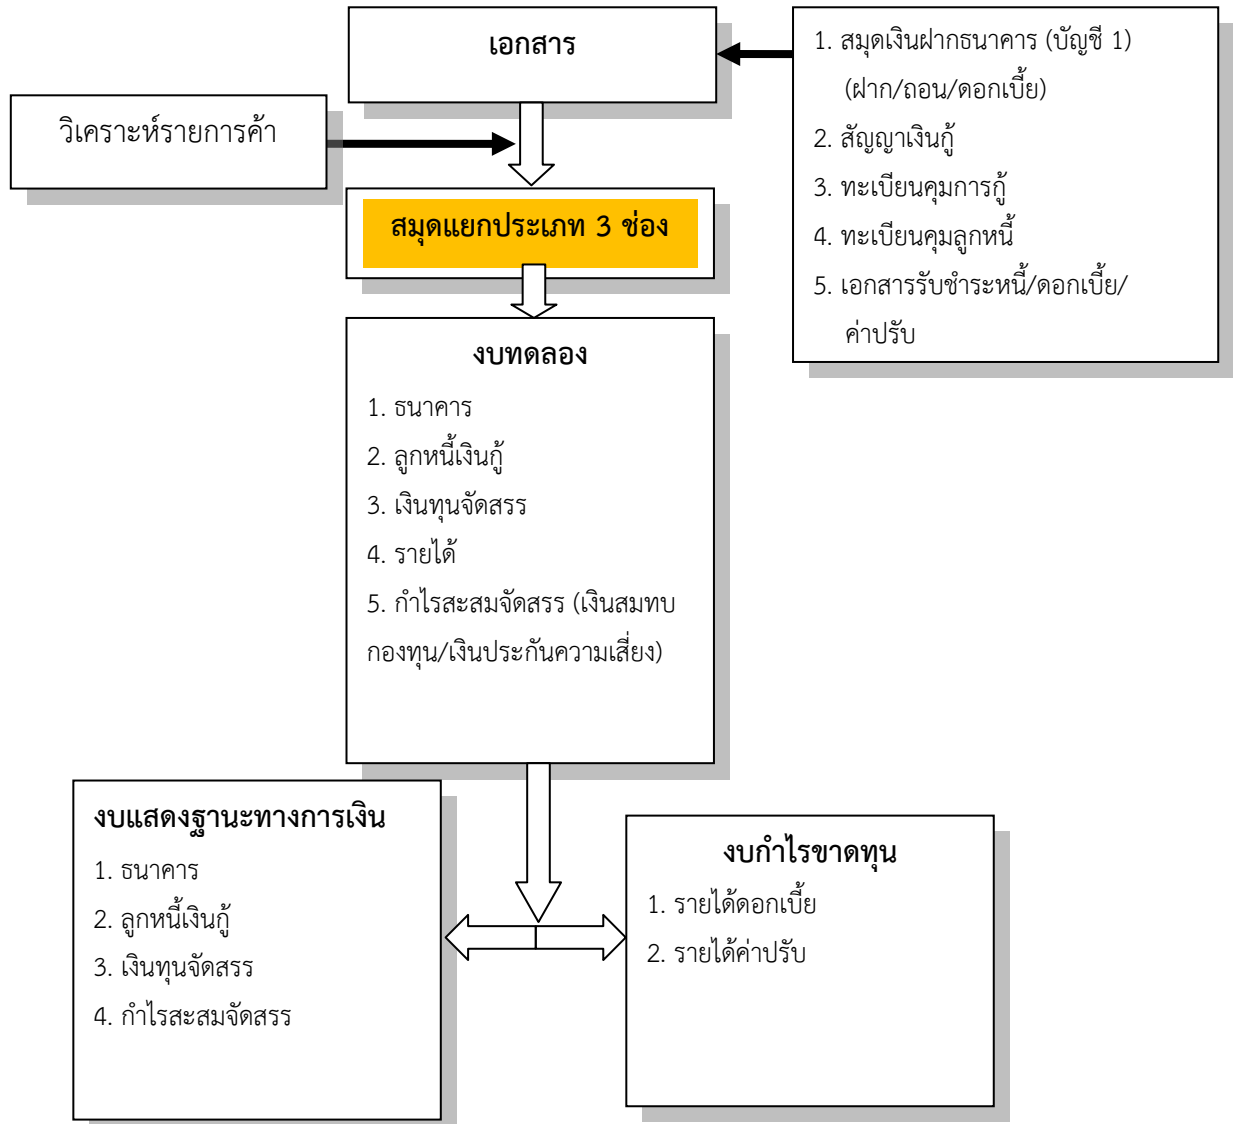 เอกสาร
1. สมุดเงินฝากธนาคาร (บัญชี 1)
(ฝาก/ถอน/ดอกเบี้ย)
2. สัญญาเงินกู้
3. ทะเบียนคุมการกู้
4. ทะเบียนคุมลูกหนี้
5. เอกสารรับชำระหนี้/ดอกเบี้ย/
ค่าปรับ
วิเคราะห์รายการค้า
สมุดแยกประเภท 3 ช่อง
งบทดลอง
1. ธนาคาร
2. ลูกหนี้เงินกู้
3. เงินทุนจัดสรร
4. รายได้
5. กำไรสะสมจัดสรร (เงินสมทบ
กองทุน/เงินประกันความเสี่ยง)
งบแสดงฐานะทางการเงิน
1. ธนาคาร
2. ลูกหนี้เงินกู้
3. เงินทุนจัดสรร
4. กำไรสะสมจัดสรร
งบกำไรขาดทุน
1. รายได้ดอกเบี้ย
2. รายได้ค่าปรับ